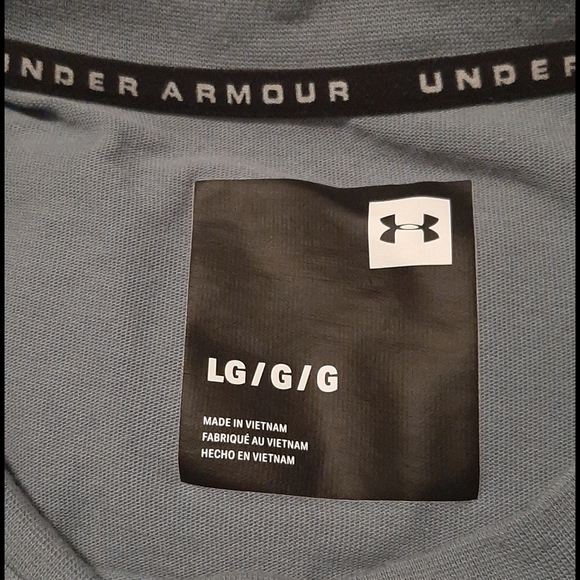 UNDER ARMOUR UNDER
LG/G/G
MADE IN VIETNAM
FABRIQUÉ AU VIETNAM
HECHO EN VIETNAM